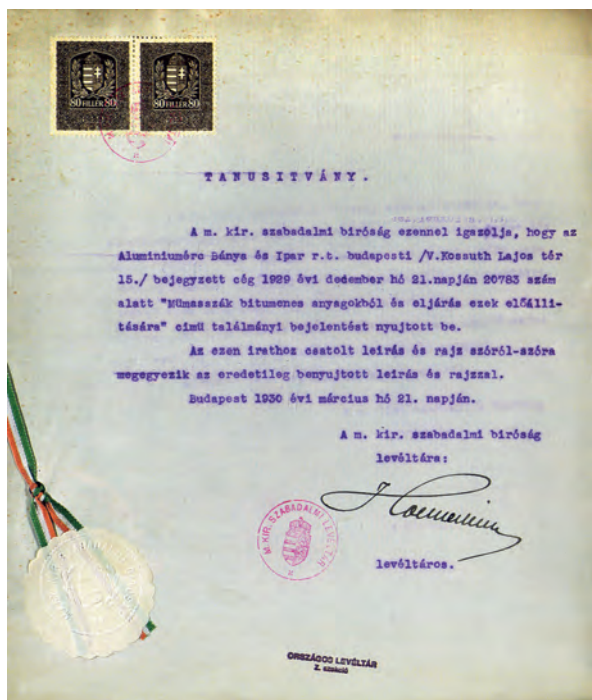 80 FILLÉR 80
80 FILLÉR 80
TANUSITVÁNY.
A m. kir. szabadalmi biróság ezennel igazolja, hogy az
Aluminiumérc Bánya és Ipar r.t. budapesti /V.Kossuth Lajos tér
15./ bejegyzett cég 1929 évi dedember hó 21.napján 20783 szám
alatt "Mümasszák bitumenes anyagokból és eljárás ezek előálli-
tására" cimü találmányi bejelentést nyujtott be.
Az ezen irathoz csatolt leirás és rajz szóról-szóra
megegyezik az eredetileg benyujtott leirás és rajzzal.
Budapest 1930 évi március hó 21. napján.
A m. kir. szabadalmi biróság
levéltára:
M. KIR. SZABADALMI LEVÉLTÁR
levéltáros.
ORSZÁGOS LEVÉLTÁR
Z. szekció